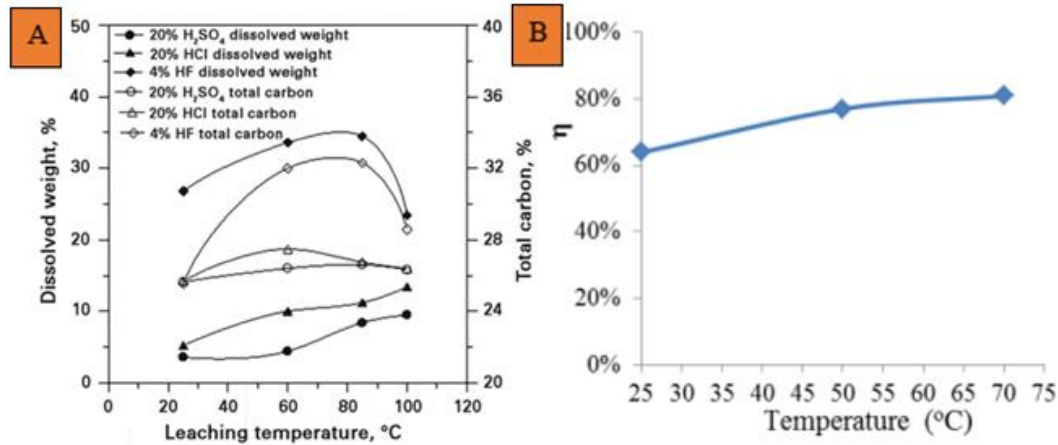 A
50
40
30
20
10
0
Dissolved weight, %
20% H₂SO₄ dissolved weight
20% HCl dissolved weight
4% HF dissolved weight
20% H₂SO₄ total carbon
20% HCl total carbon
4% HF total carbon
40
36
32
28
24
20
Total carbon, %
0 20 40 60 80 100 120
Leaching temperature, °C
B
100%
80%
60%
40%
20%
0%
η
25 30 35 40 45 50 55 60 65 70 75
Temperature (°C)